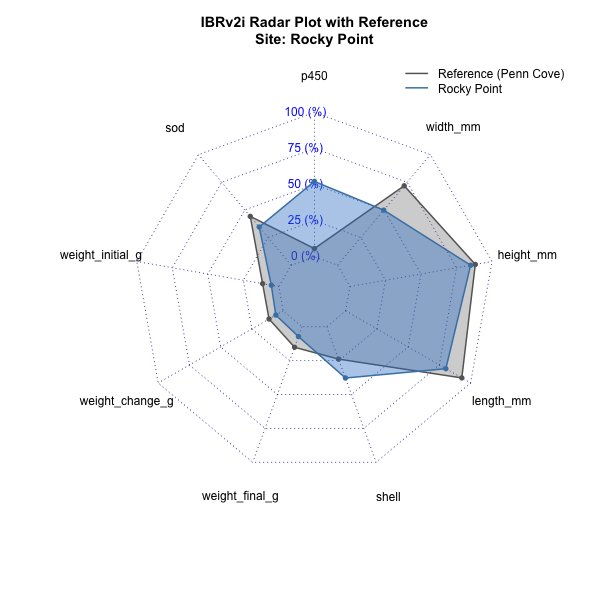 IBRv2i Radar Plot with Reference
Site: Rocky Point
Reference (Penn Cove)
Rocky Point
p450
width_mm
height_mm
length_mm
shell
weight_final_g
weight_change_g
weight_initial_g
sod
100 (%)
75 (%)
50 (%)
25 (%)
0 (%)